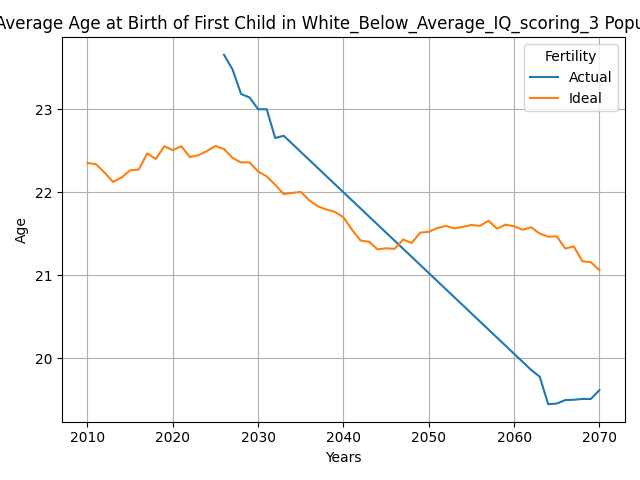 Average Age at Birth of First Child in White_Below_Average_IQ_scoring_3 Popu
Fertility
Actual
Ideal
23
22
21
20
Age
2010 2020 2030 2040 2050 2060 2070
Years